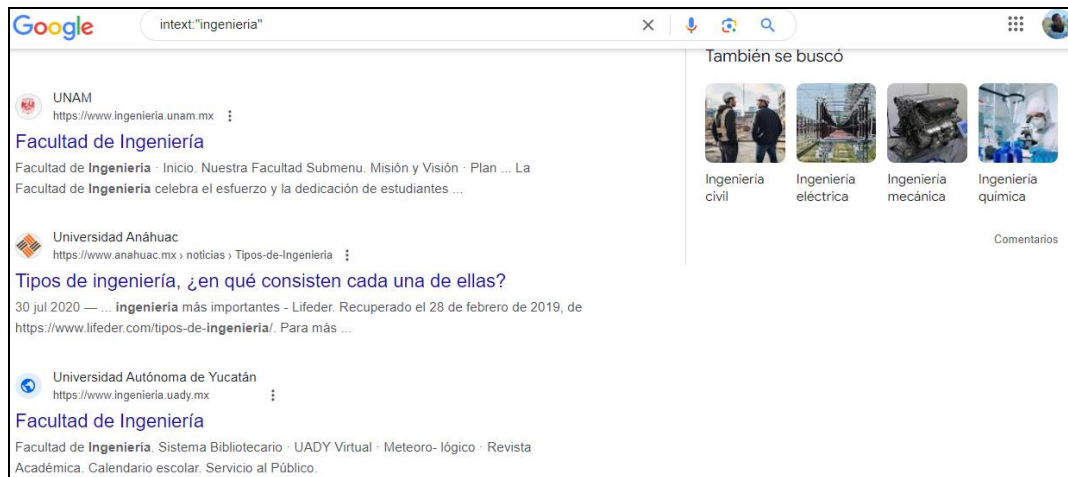 Google
intext:"ingenieria"
UNAM
https://www.ingenieria.unam.mx
Facultad de Ingeniería
Facultad de Ingenieria · Inicio. Nuestra Facultad Submenu. Misión y Visión · Plan ... La
Facultad de Ingeniería celebra el esfuerzo y la dedicación de estudiantes ...
Universidad Anáhuac
https://www.anahuac.mx › noticias › Tipos-de-Ingenieria
Tipos de ingeniería, ¿en qué consisten cada una de ellas?
30 jul 2020 — ... ingeniería más importantes - Lifeder. Recuperado el 28 de febrero de 2019, de
https://www.lifeder.com/tipos-de-ingenieria/. Para más ...
Universidad Autónoma de Yucatán
https://www.ingenieria.uady.mx
Facultad de Ingeniería
Facultad de Ingeniería. Sistema Bibliotecario · UADY Virtual · Meteoro- lógico · Revista
Académica. Calendario escolar. Servicio al Público.
También se buscó
Ingeniería civil
Ingeniería eléctrica
Ingeniería mecánica
Ingeniería química
Comentarios